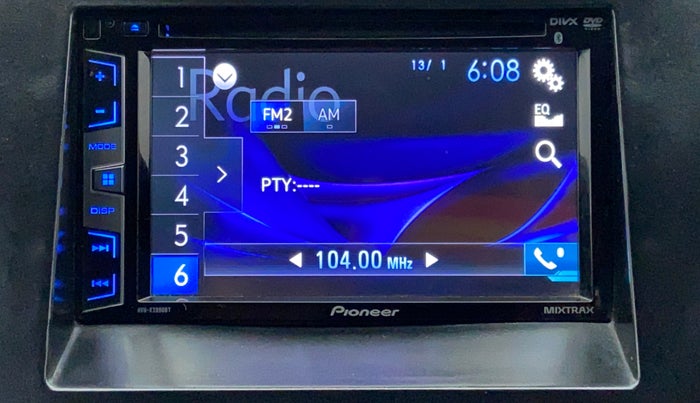 DIVX DVD
13/ 1 6:08
Radio
FM2 AM
EQ
PTY:----
104.00 MHz
1
2
3
4
5
6
+
-
MODE
DISP
Pioneer
MIXTRAX